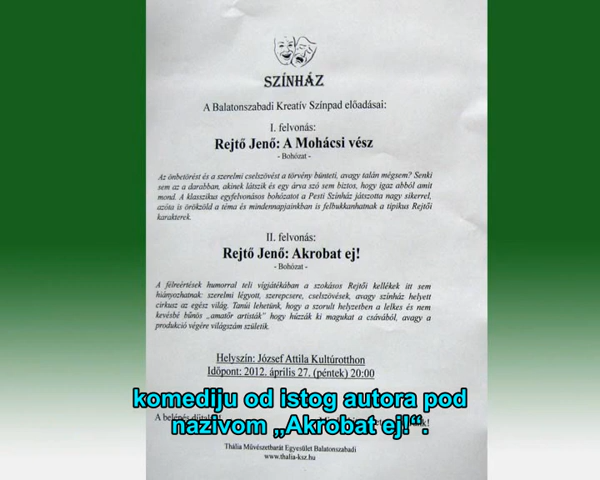 SZÍNHÁZ
A Balatonszabadi Kreatív Színpad előadásai:
I. felvonás:
Rejtő Jenő: A Mohácsi vész
- Bohózat -
Az önbetörést és a szerelmi cselszövést a törvény bünteti, avagy talán mégsem? Senki
sem az a darabban, akinek látszik és egy árva szó sem biztos, hogy igaz abból amit
mond. A klasszikus egyfelvonásos bohózatot a Pesti Színház játszotta nagy sikerrel,
azóta is örökzöld a téma és mindennapjainkban is felbukkanhatnak a tipikus Rejtői
karakterek.
II. felvonás:
Rejtő Jenő: Akrobat ej!
- Bohózat -
A félreértések humorral teli vígjátékában a szokásos Rejtői kellékek itt sem
hiányozhatnak: szerelmi légyott, szerepcsere, cselszövések, avagy színház helyett
cirkusz az egész világ. Tanúi lehetünk, hogy a szorult helyzetben a lelkes és nem
kevésbé bűnös „amatőr artisták" hogy húzzák ki magukat a csávából, avagy a
produkció végére világszám születik.
Helyszín: József Attila Kultúrotthon
Időpont: 2012. április 27. (péntek) 20:00
komediju od istog autora pod
nazivom „Akrobat ej!“.
A belépés
Thália Művészetbarát Egyesület Balatonszabadi
www.thalia-ksz.hu